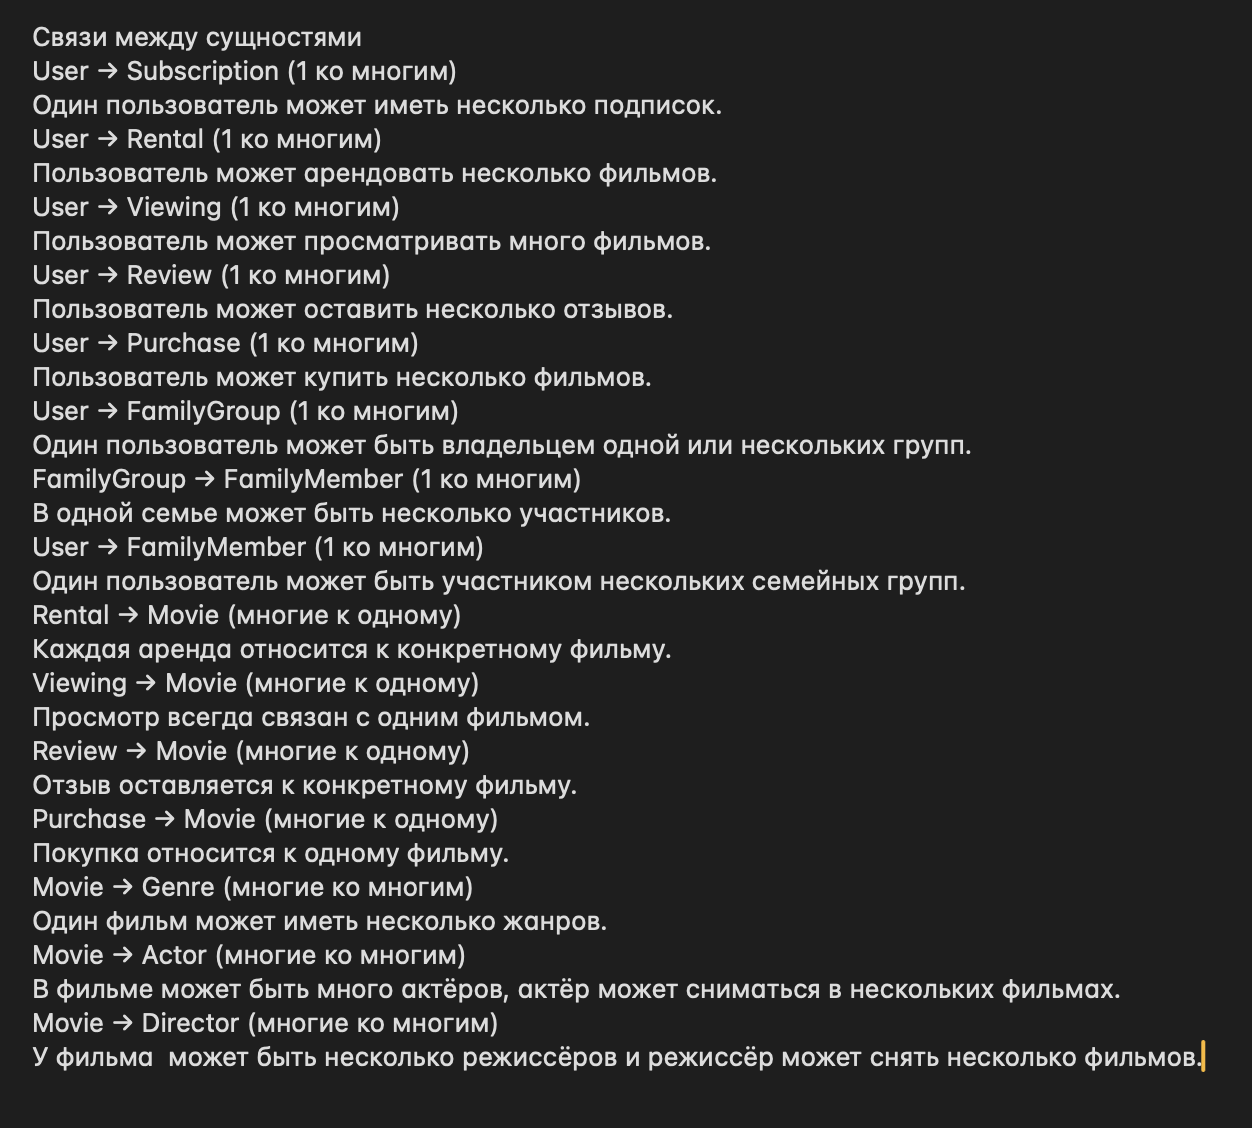 Связи между сущностями
User → Subscription (1 ко многим)
Один пользователь может иметь несколько подписок.
User → Rental (1 ко многим)
Пользователь может арендовать несколько фильмов.
User → Viewing (1 ко многим)
Пользователь может просматривать много фильмов.
User → Review (1 ко многим)
Пользователь может оставить несколько отзывов.
User → Purchase (1 ко многим)
Пользователь может купить несколько фильмов.
User → FamilyGroup (1 ко многим)
Один пользователь может быть владельцем одной или нескольких групп.
FamilyGroup → FamilyMember (1 ко многим)
В одной семье может быть несколько участников.
User → FamilyMember (1 ко многим)
Один пользователь может быть участником нескольких семейных групп.
Rental → Movie (многие к одному)
Каждая аренда относится к конкретному фильму.
Viewing → Movie (многие к одному)
Просмотр всегда связан с одним фильмом.
Review → Movie (многие к одному)
Отзыв оставляется к конкретному фильму.
Purchase → Movie (многие к одному)
Покупка относится к одному фильму.
Movie → Genre (многие ко многим)
Один фильм может иметь несколько жанров.
Movie → Actor (многие ко многим)
В фильме может быть много актёров, актёр может сниматься в нескольких фильмах.
Movie → Director (многие ко многим)
У фильма  может быть несколько режиссёров и режиссёр может снять несколько фильмов.